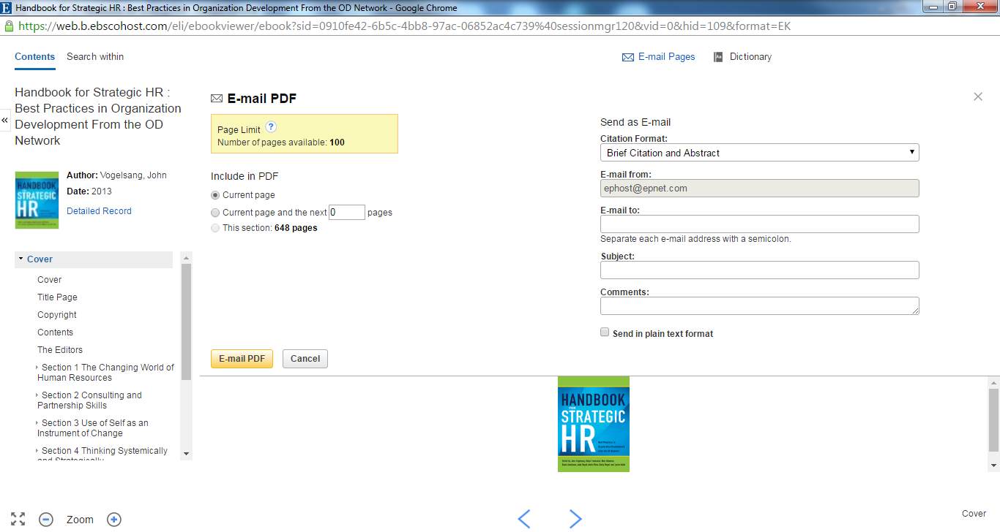 Handbook for Strategic HR : Best Practices in Organization Development From the OD Network - Google Chrome
https://web.b.ebscohost.com/eli/ebookviewer/ebook?sid=0910fe42-6b5c-4bb8-97ac-06852ac4c739%40sessionmgr120&vid=0&hid=109&format=EK
Contents Search within
E-mail Pages Dictionary
Handbook for Strategic HR :
Best Practices in Organization
Development From the OD
Network
HANDBOOK
STRATEGIC
HR
Author: Vogelsang, John
Date: 2013
Detailed Record
Cover
Cover
Title Page
Copyright
Contents
The Editors
Section 1 The Changing World of
Human Resources
Section 2 Consulting and
Partnership Skills
Section 3 Use of Self as an
Instrument of Change
Section 4 Thinking Systemically
and Strategically
E-mail PDF
Page Limit ?
Number of pages available: 100
Include in PDF
Current page
Current page and the next 0 pages
This section: 648 pages
E-mail PDF Cancel
Send as E-mail
Citation Format:
Brief Citation and Abstract
E-mail from:
ephost@epnet.com
E-mail to:
Separate each e-mail address with a semicolon.
Subject:
Comments:
Send in plain text format
HANDBOOK
FOR
STRATEGIC
HR
Zoom
Cover